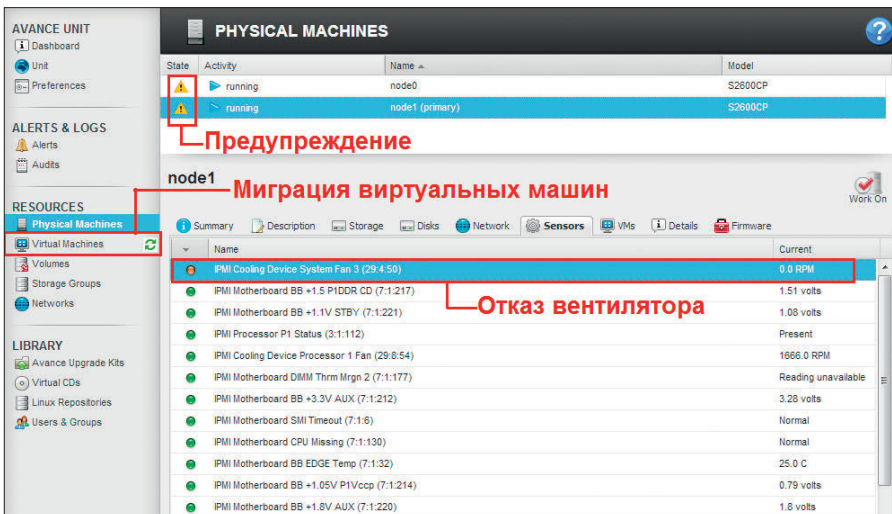 AVANCE UNIT
Dashboard
Unit
Preferences
ALERTS & LOGS
Alerts
Audits
RESOURCES
Physical Machines
Virtual Machines
Volumes
Storage Groups
Networks
LIBRARY
Avance Upgrade Kits
Virtual CDs
Linux Repositories
Users & Groups
PHYSICAL MACHINES
?
State Activity Name Model
running node0 S2600CP
running node1 (primary) S2600CP
Предупреждение
node1
Миграция виртуальных машин
Work On
Summary Description Storage Disks Network Sensors VMs Details Firmware
Name Current
IPMI Cooling Device System Fan 3 (29:4:50) 0.0 RPM
IPMI Motherboard BB +1.5 P1DDR CD (7:1:217) 1.51 volts
IPMI Motherboard BB +1.1V STBY (7:1:221) 1.08 volts
Отказ вентилятора
IPMI Processor P1 Status (3:1:112) Present
IPMI Cooling Device Processor 1 Fan (29:8:54) 1666.0 RPM
IPMI Motherboard DIMM Thrm Mrgn 2 (7:1:177) Reading unavailable
IPMI Motherboard BB +3.3V AUX (7:1:212) 3.28 volts
IPMI Motherboard SMI Timeout (7:1:6) Normal
IPMI Motherboard CPU Missing (7:1:130) Normal
IPMI Motherboard BB EDGE Temp (7:1:32) 25.0 C
IPMI Motherboard BB +1.05V P1Vccp (7:1:214) 0.79 volts
IPMI Motherboard BB +1.8V AUX (7:1:220) 1.8 volts